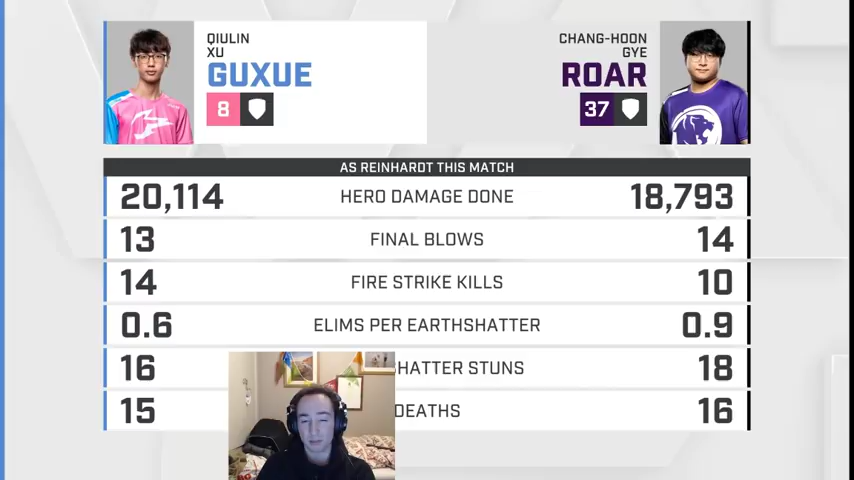 QIULIN
XU
GUXUE
8
CHANG-HOON
GYE
ROAR
37
AS REINHARDT THIS MATCH
20,114 HERO DAMAGE DONE 18,793
13 FINAL BLOWS 14
14 FIRE STRIKE KILLS 10
0.6 ELIMS PER EARTHSHATTER 0.9
16 HATTER STUNS 18
15 DEATHS 16